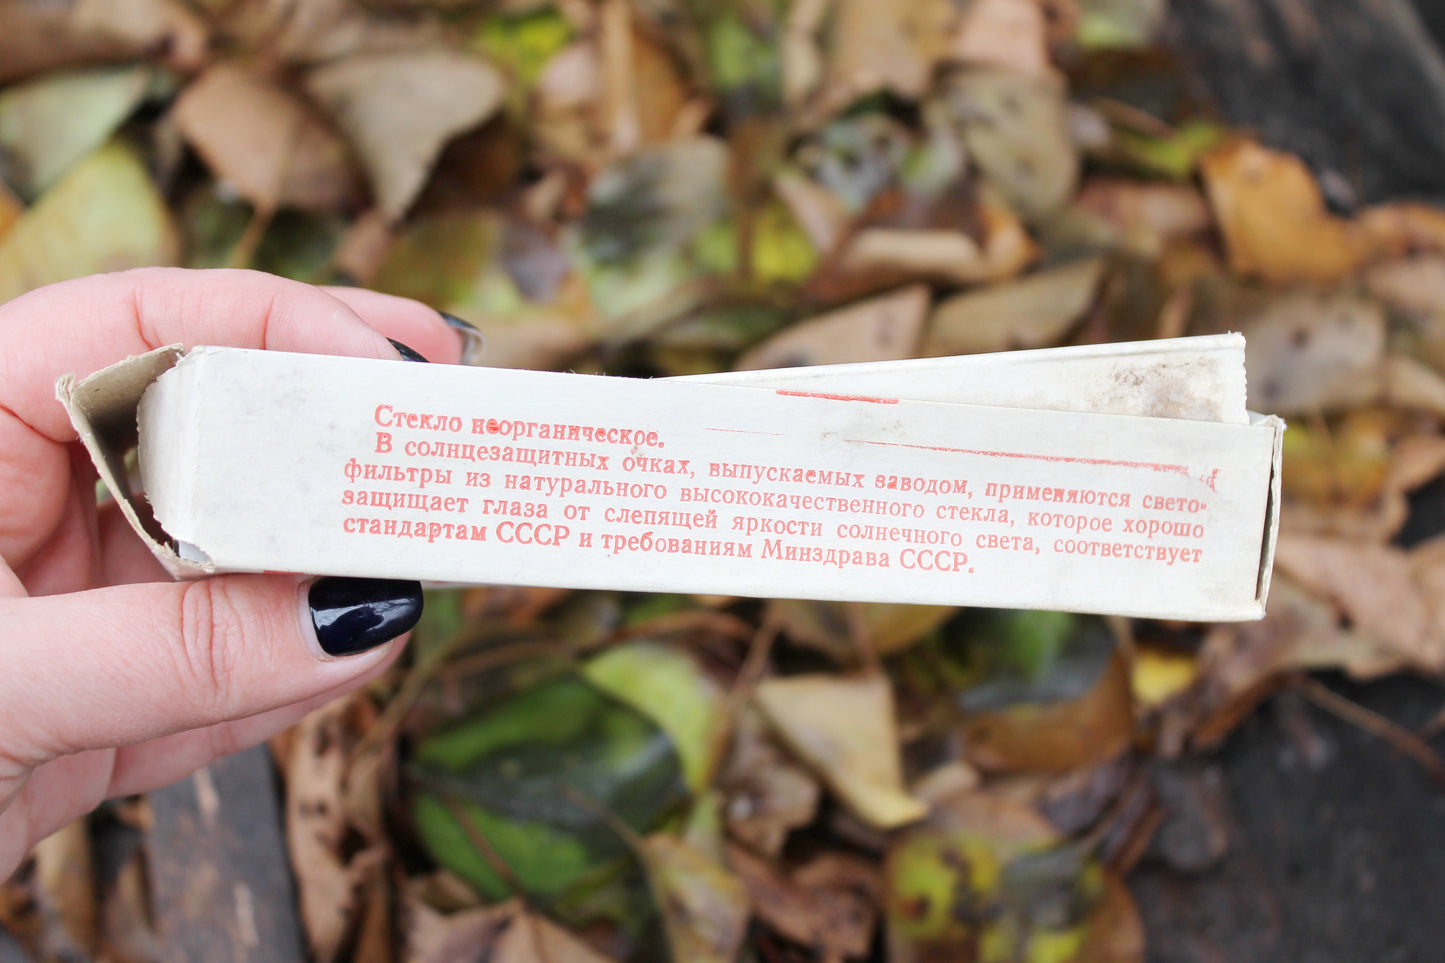 Стекло неорганическое.
В солнцезащитных очках, выпускаемых заводом, применяются свето-
фильтры из натурального высококачественного стекла, которое хорошо
защищает глаза от слепящей яркости солнечного света, соответствует
стандартам СССР и требованиям Минздрава СССР.